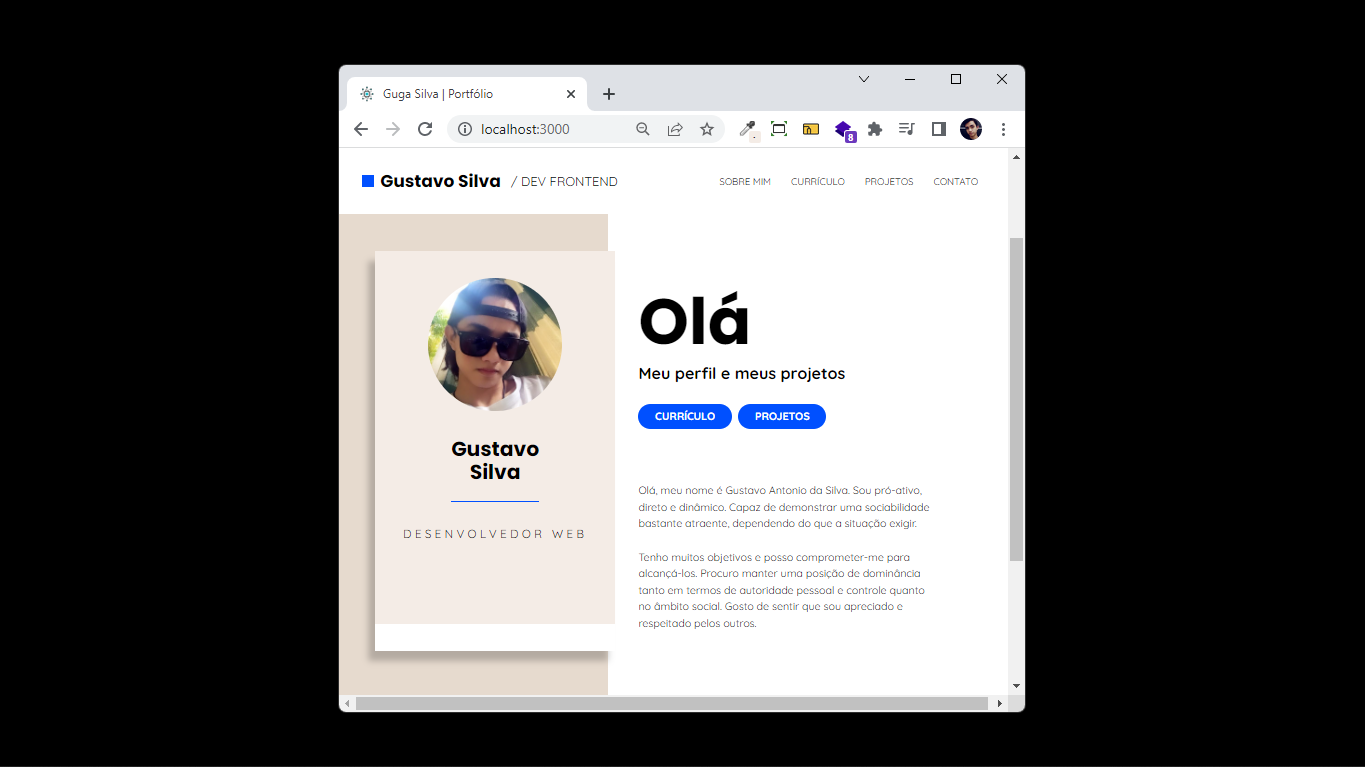 Guga Silva | Portfólio
localhost:3000
8
Gustavo Silva / DEV FRONTEND
SOBRE MIM CURRÍCULO PROJETOS CONTATO
Gustavo
Silva
DESENVOLVEDOR WEB
Olá
Meu perfil e meus projetos
CURRÍCULO PROJETOS
Olá, meu nome é Gustavo Antonio da Silva. Sou pró-ativo,
direto e dinâmico. Capaz de demonstrar uma sociabilidade
bastante atraente, dependendo do que a situação exigir.
Tenho muitos objetivos e posso comprometer-me para
alcançá-los. Procuro manter uma posição de dominância
tanto em termos de autoridade pessoal e controle quanto
no âmbito social. Gosto de sentir que sou apreciado e
respeitado pelos outros.